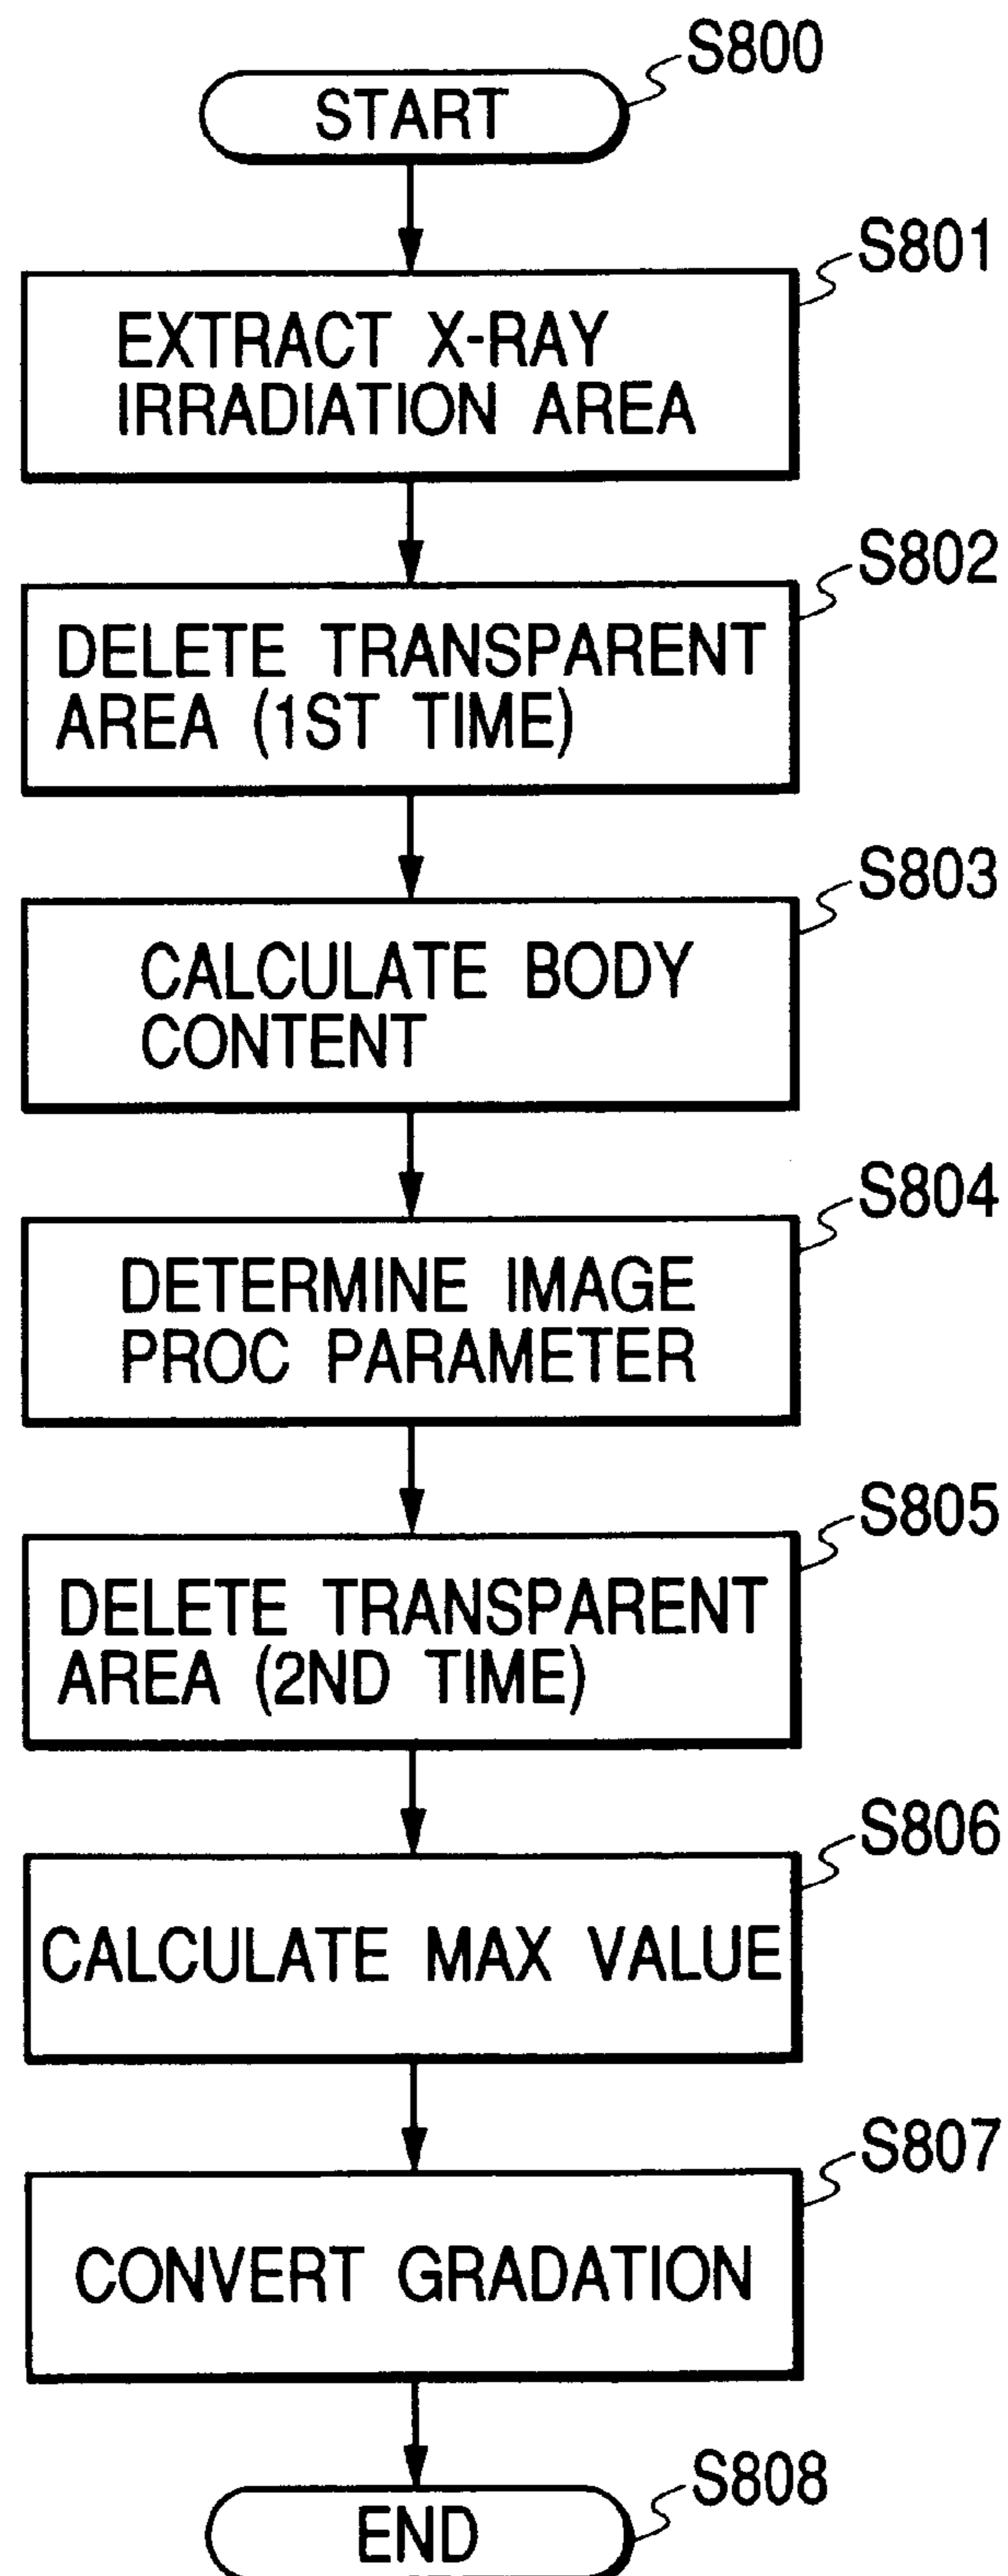 S800
START
S801
EXTRACT X-RAY
IRRADIATION AREA
S802
DELETE TRANSPARENT
AREA (1ST TIME)
S803
CALCULATE BODY
CONTENT
S804
DETERMINE IMAGE
PROC PARAMETER
S805
DELETE TRANSPARENT
AREA (2ND TIME)
S806
CALCULATE MAX VALUE
S807
CONVERT GRADATION
S808
END